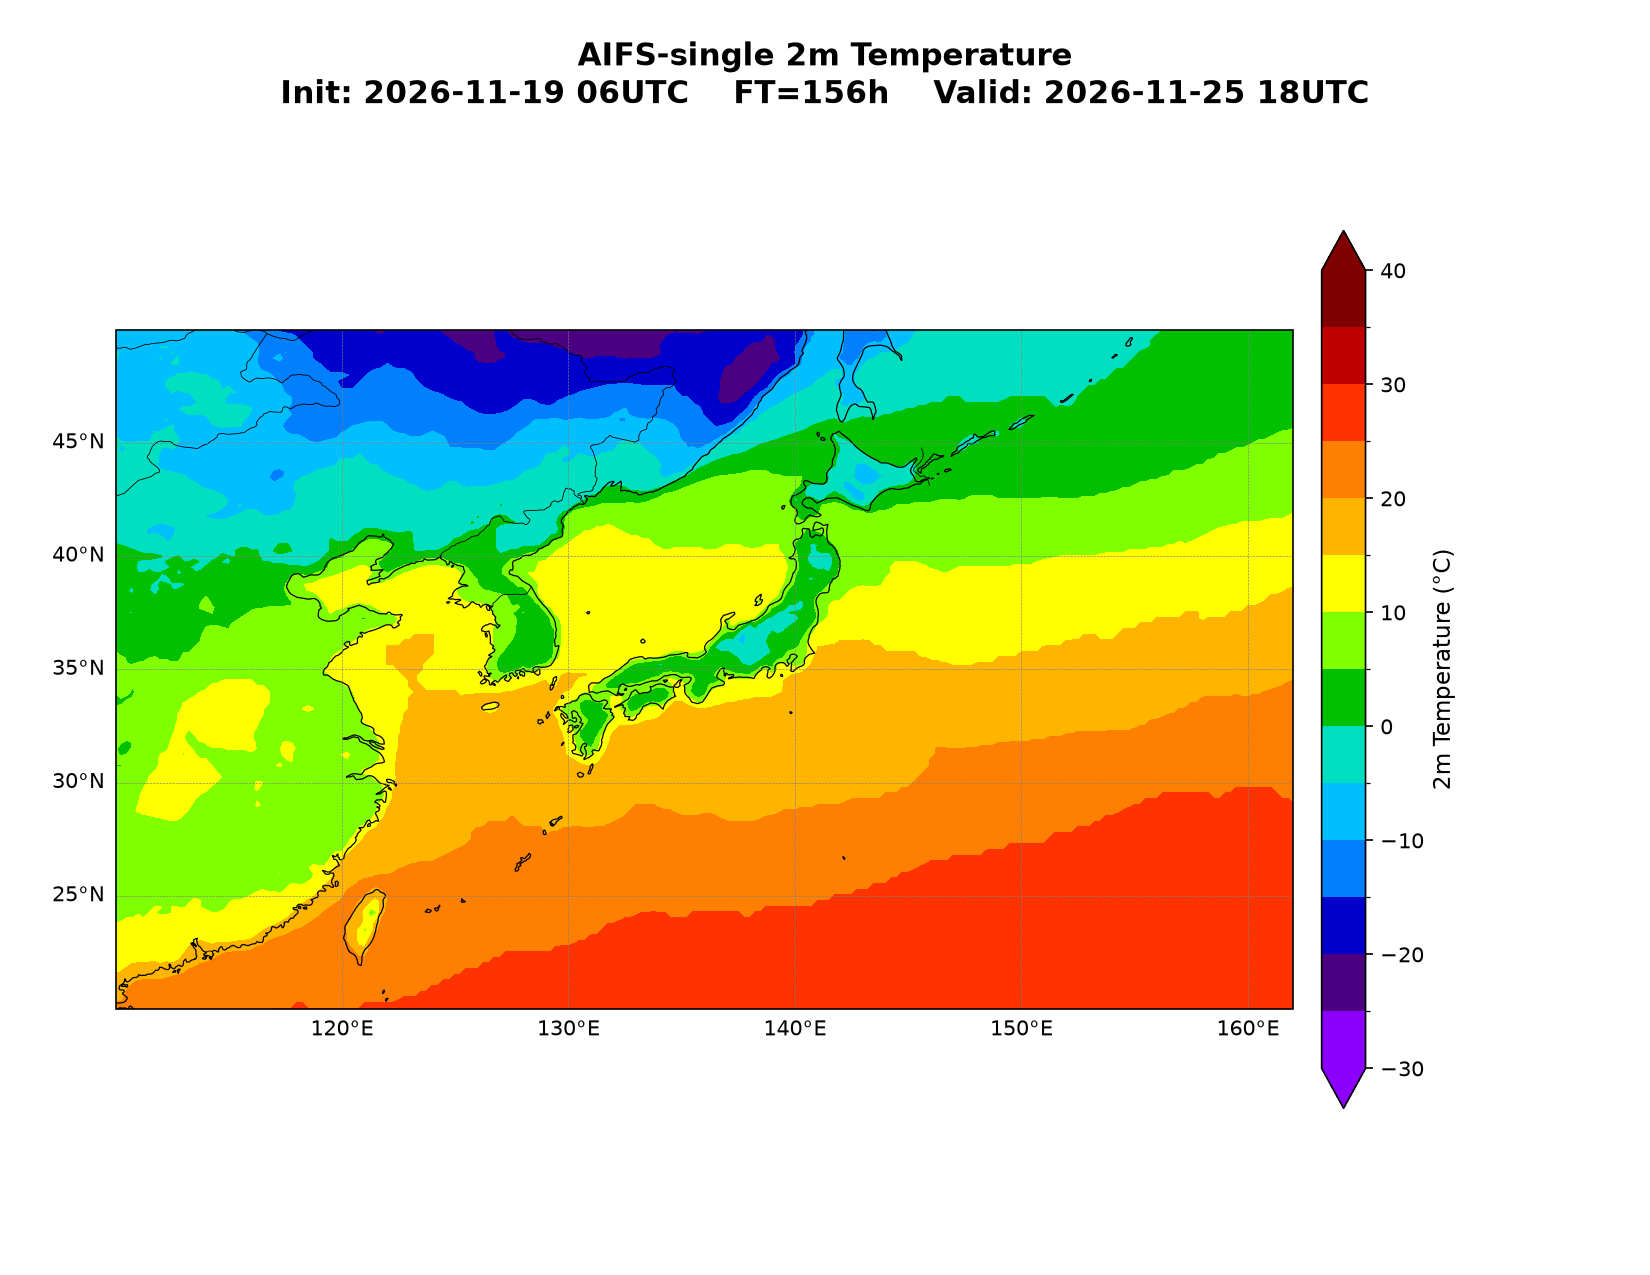 AIFS-single 2m Temperature
Init: 2026-11-19 06UTC    FT=156h    Valid: 2026-11-25 18UTC
45°N
40°N
35°N
30°N
25°N
120°E
130°E
140°E
150°E
160°E
40
30
20
10
0
−10
−20
−30
2m Temperature (°C)